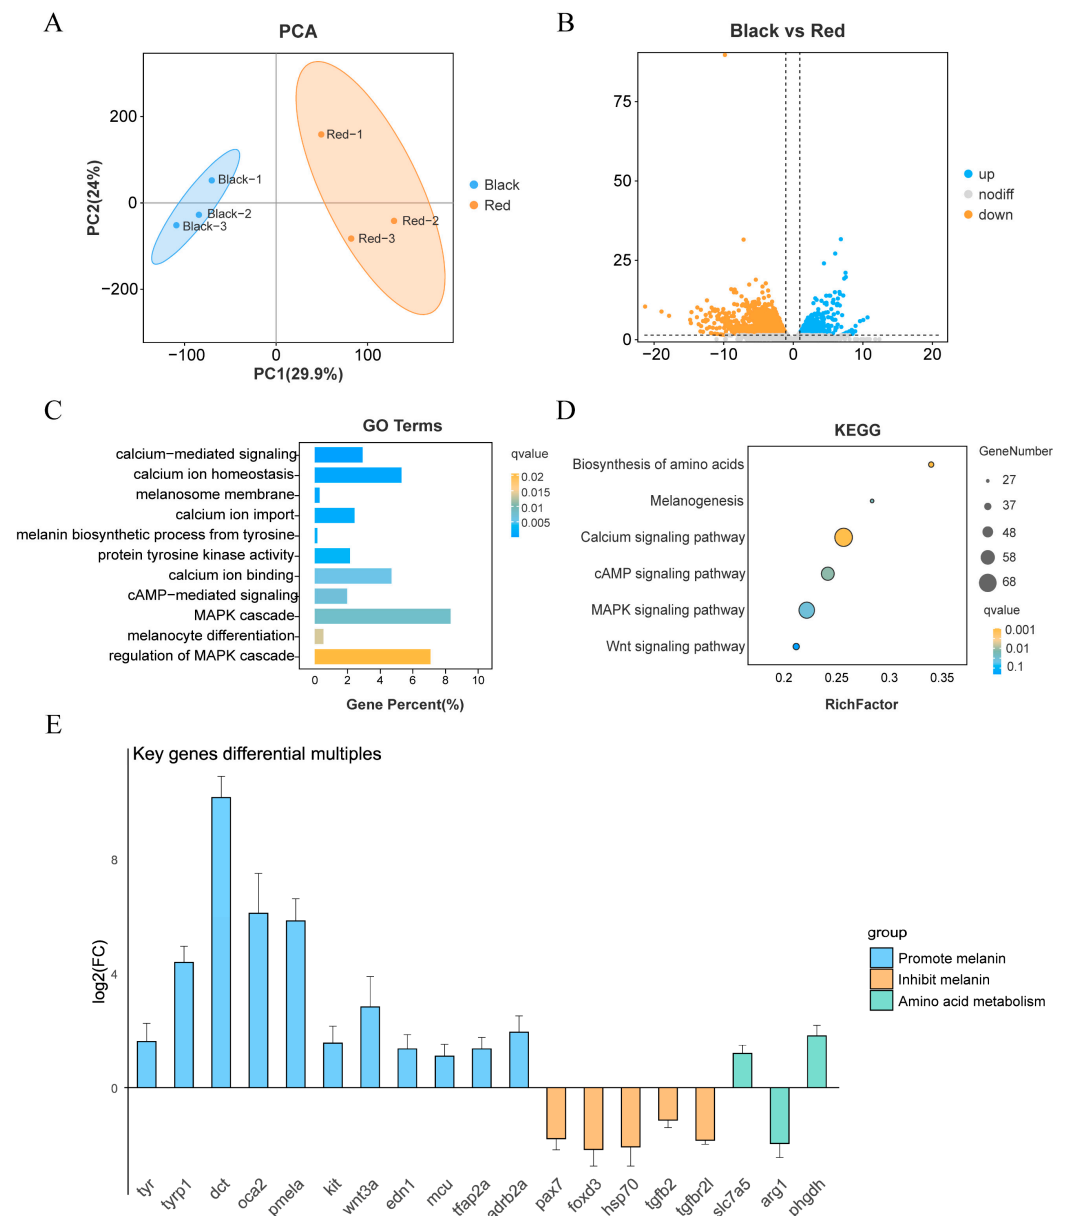 A
PCA
PC2(24%)
200
0
−200
Red−1
Black−1
Black−2
Black−3
Red−2
Red−3
−100
0
100
PC1(29.9%)
Black
Red
B
Black vs Red
75
50
25
0
−20
−10
0
10
20
up
nodiff
down
C
GO Terms
calcium−mediated signaling
calcium ion homeostasis
melanosome membrane
calcium ion import
melanin biosynthetic process from tyrosine
protein tyrosine kinase activity
calcium ion binding
cAMP−mediated signaling
MAPK cascade
melanocyte differentiation
regulation of MAPK cascade
0
2
4
6
8
10
Gene Percent(%)
qvalue
0.02
0.015
0.01
0.005
D
KEGG
Biosynthesis of amino acids
Melanogenesis
Calcium signaling pathway
cAMP signaling pathway
MAPK signaling pathway
Wnt signaling pathway
0.2
0.25
0.3
0.35
RichFactor
GeneNumber
27
37
48
58
68
qvalue
0.001
0.01
0.1
E
Key genes differential multiples
log2(FC)
8
4
0
tyr
tyrp1
dct
oca2
pmela
kit
wnt3a
edn1
mcu
tfap2a
adrb2a
pax7
foxd3
hsp70
tgfb2
tgfbr2l
slc7a5
arg1
phgdh
group
Promote melanin
Inhibit melanin
Amino acid metabolism